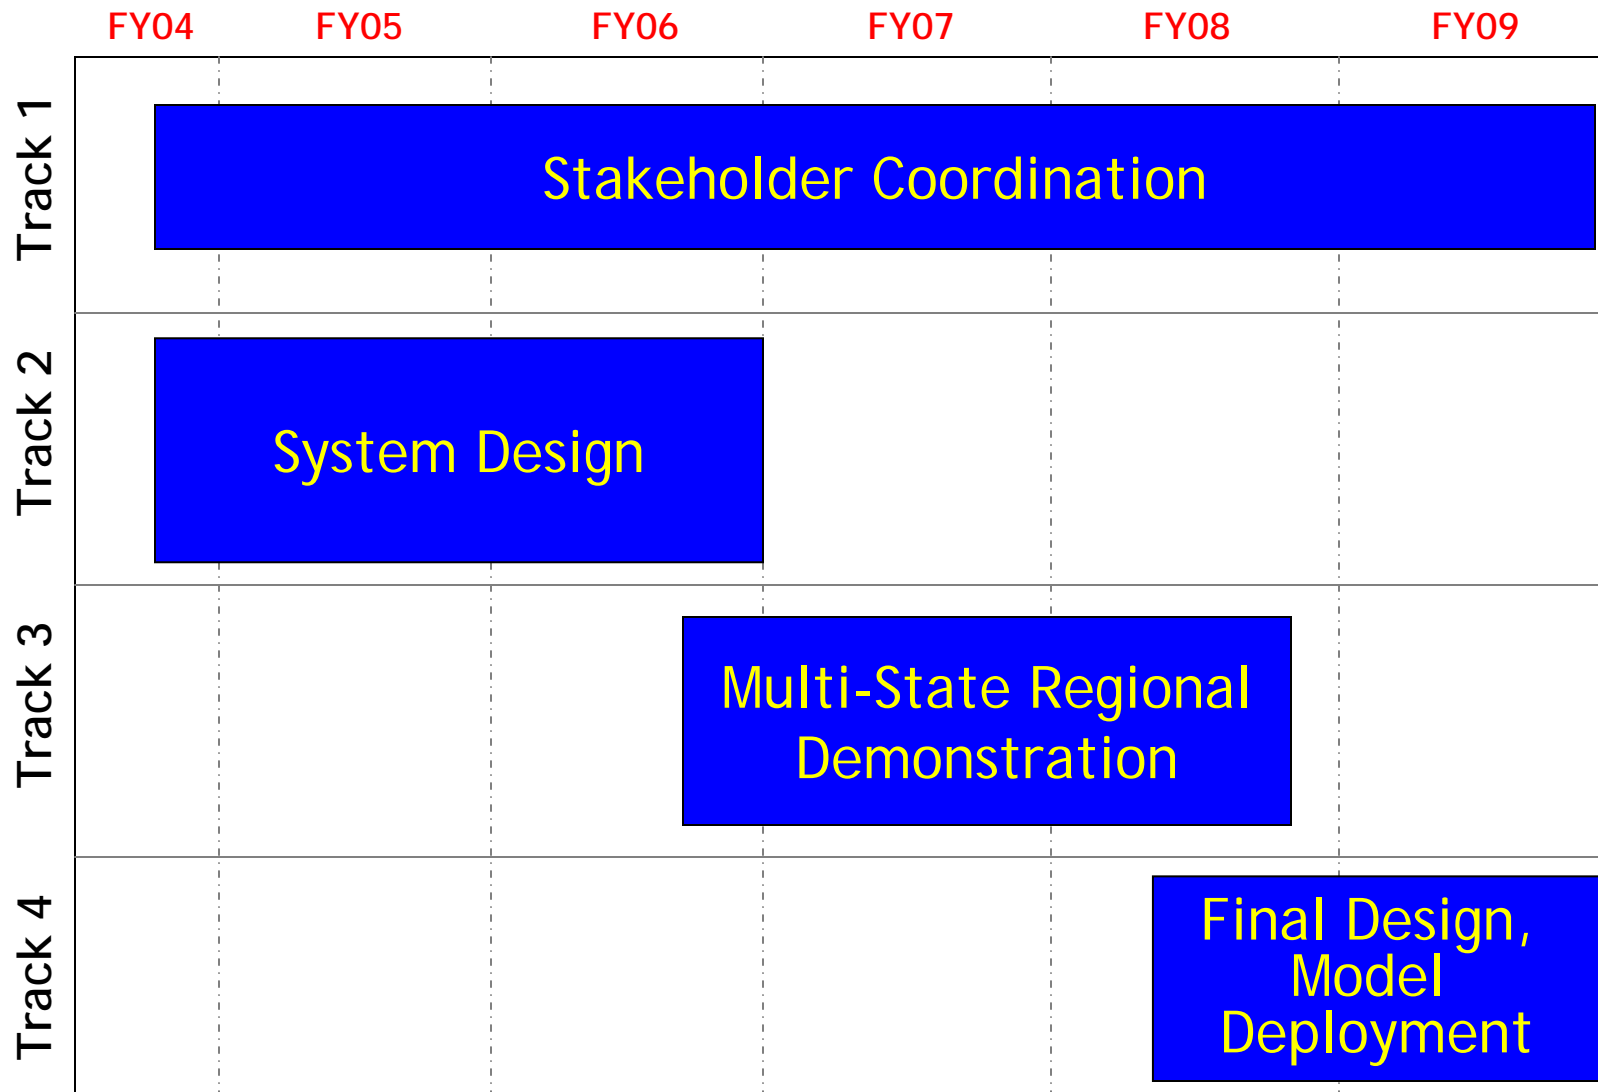 FY04 FY05 FY06 FY07 FY08 FY09
Track 1
Stakeholder Coordination
Track 2
System Design
Track 3
Multi-State Regional
Demonstration
Track 4
Final Design,
Model
Deployment